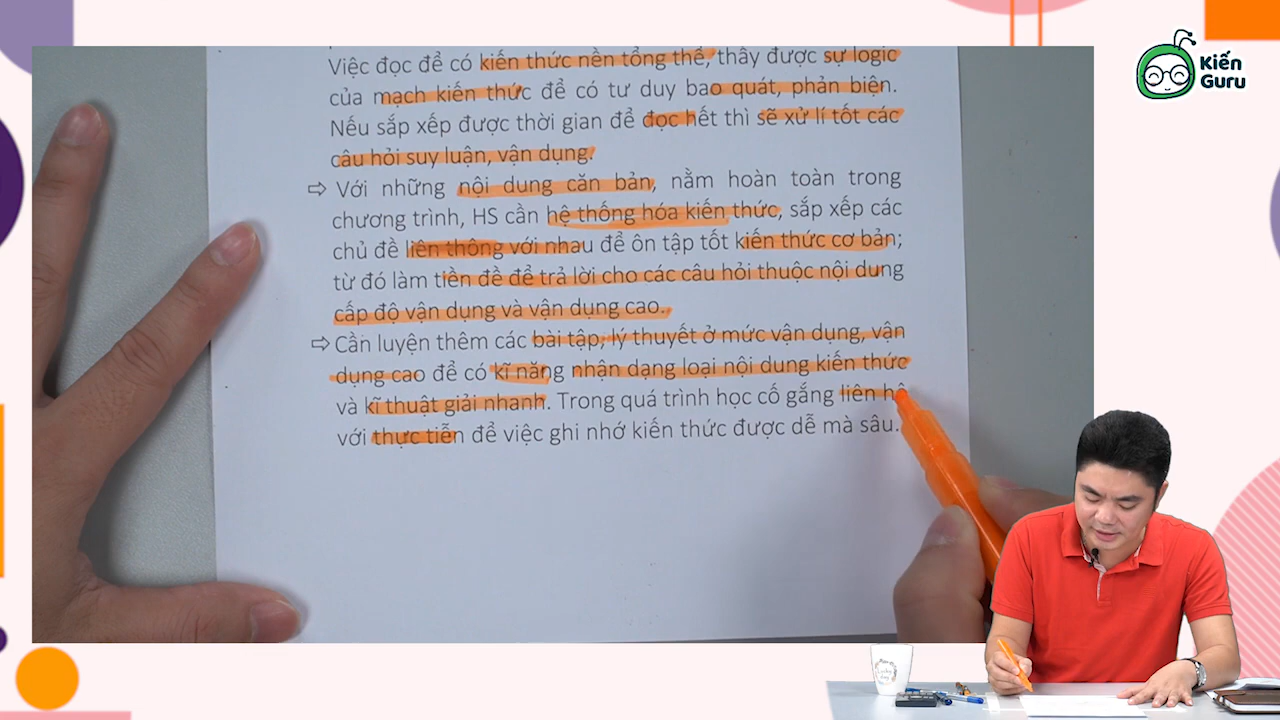 Việc đọc để có kiến thức nền tổng thể, thấy được sự logic
của mạch kiến thức để có tư duy bao quát, phản biện.
Nếu sắp xếp được thời gian để đọc hết thì sẽ xử lí tốt các
câu hỏi suy luận, vận dụng.
⇨ Với những nội dung căn bản, nằm hoàn toàn trong
chương trình, HS cần hệ thống hóa kiến thức, sắp xếp các
chủ đề liên thông với nhau để ôn tập tốt kiến thức cơ bản;
từ đó làm tiền đề để trả lời cho các câu hỏi thuộc nội dung
cấp độ vận dụng và vận dụng cao.
⇨ Cần luyện thêm các bài tập, lý thuyết ở mức vận dụng, vận
dụng cao để có kĩ năng nhận dạng loại nội dung kiến thức
và kĩ thuật giải nhanh. Trong quá trình học cố gắng liên hệ
với thực tiễn để việc ghi nhớ kiến thức được dễ mà sâu.
Kiến
Guru